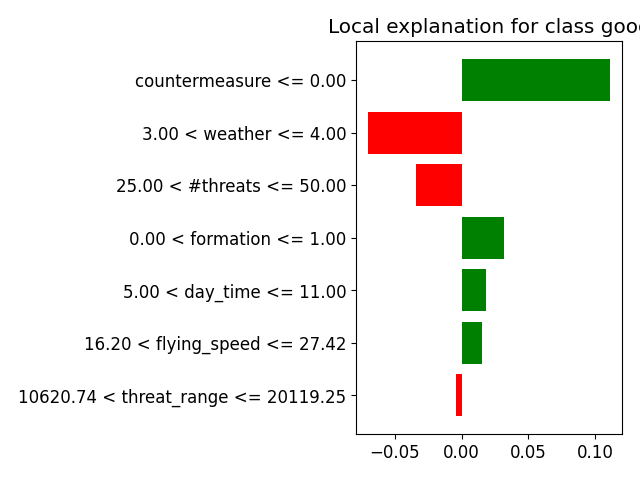 Local explanation for class goo
countermeasure <= 0.00
3.00 < weather <= 4.00
25.00 < #threats <= 50.00
0.00 < formation <= 1.00
5.00 < day_time <= 11.00
16.20 < flying_speed <= 27.42
10620.74 < threat_range <= 20119.25
−0.05 0.00 0.05 0.10